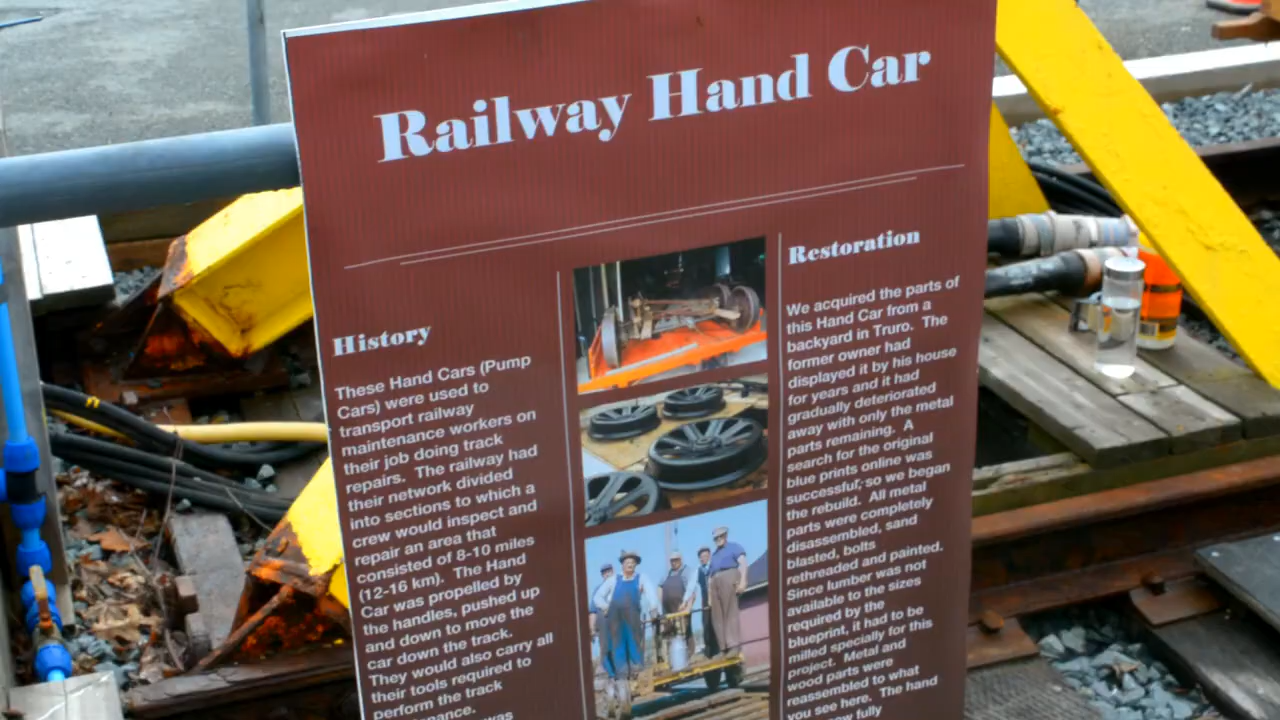 Railway Hand Car
History
These Hand Cars (Pump
Cars) were used to
transport railway
maintenance workers on
their job doing track
repairs. The railway had
their network divided
into sections to which a
crew would inspect and
repair an area that
consisted of 8-10 miles
(12-16 km). The Hand
Car was propelled by
the handles, pushed up
and down to move the
car down the track.
They would also carry all
their tools required to
perform the track
was
Restoration
We acquired the parts of
this Hand Car from a
backyard in Truro. The
former owner had
displayed it by his house
for years and it had
gradually deteriorated
away with only the metal
parts remaining. A
search for the original
blue prints online was
successful; so we began
the rebuild. All metal
parts were completely
disassembled, sand
blasted, bolts
rethreaded and painted.
Since lumber was not
available to the sizes
required by the
blueprint, it had to be
milled specially for this
project. Metal and
wood parts were
reassembled to what
you see here. The hand
fully